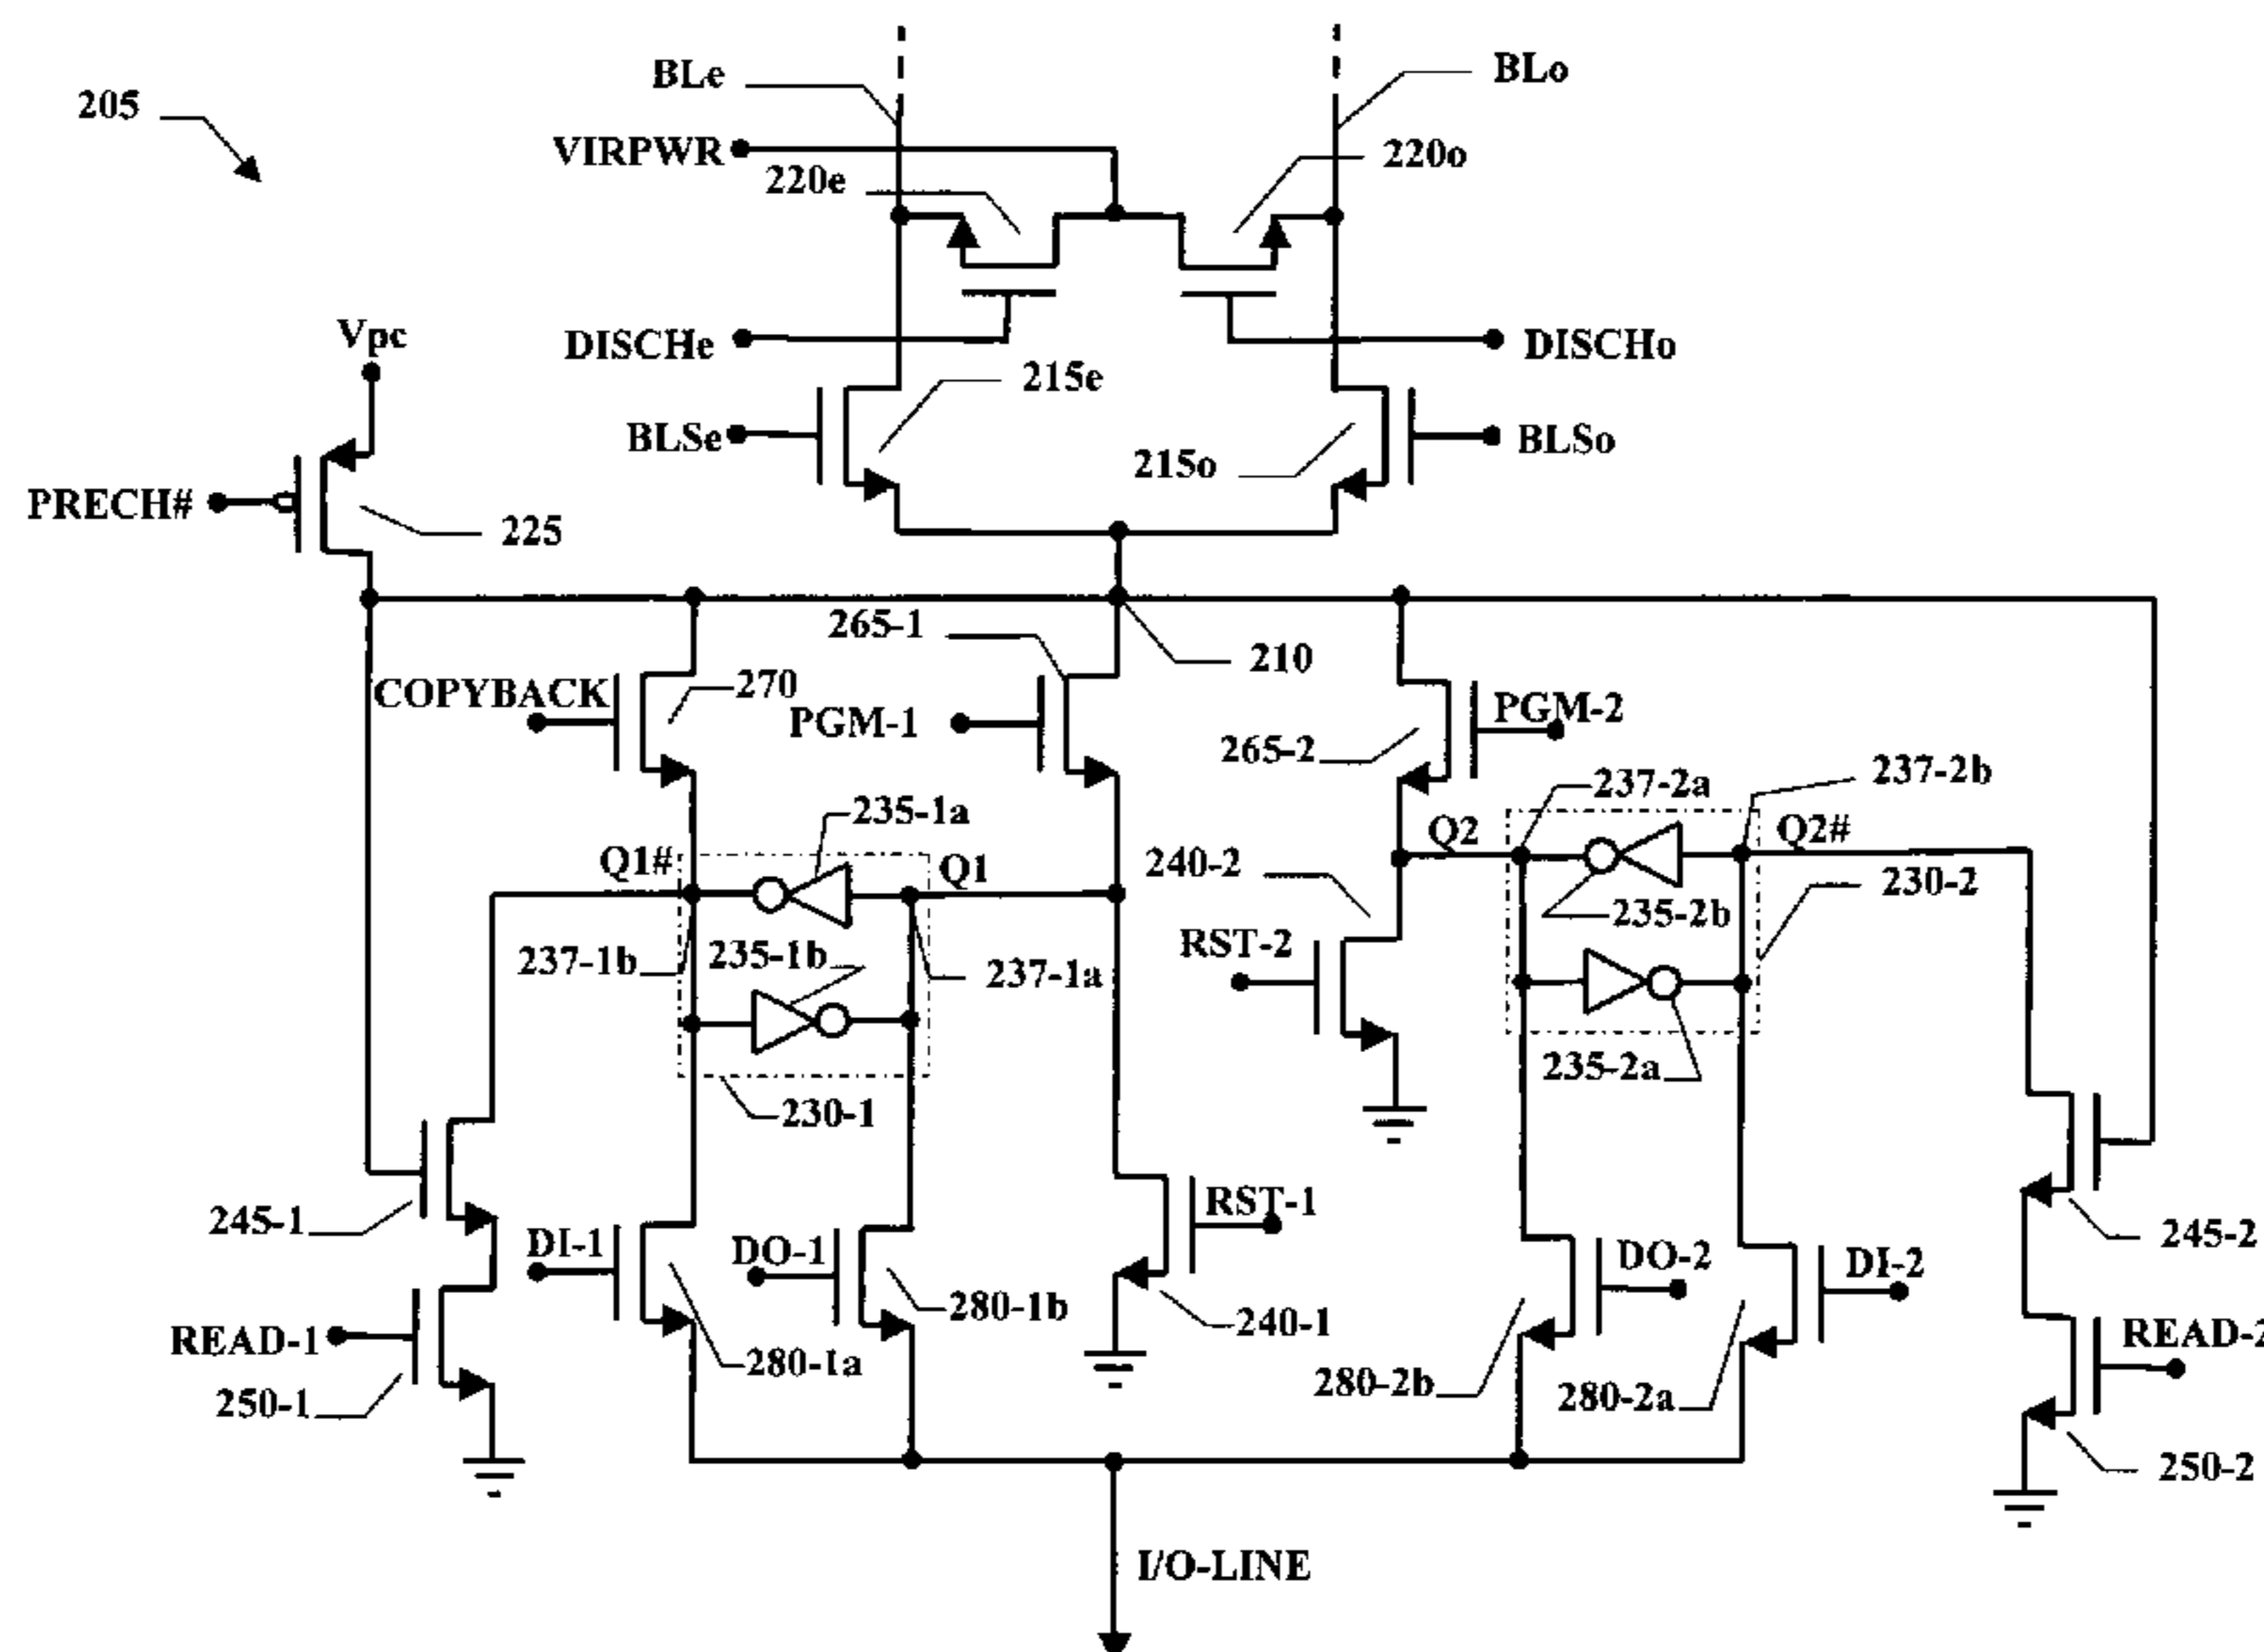 BLe
BLo
205
VIRPWR
220e
220o
Vpc
DISCHe
DISCHo
215e
BLSe
215o
BLSo
PRECH#
225
265-1
210
COPYBACK
270
PGM-1
PGM-2
265-2
237-2a
237-2b
235-1a
Q1#
Q1
240-2
Q2
Q2#
230-2
235-2b
RST-2
237-1b
235-1b
237-1a
235-2a
230-1
245-1
DI-1
DO-1
RST-1
DO-2
DI-2
245-2
280-1b
240-1
READ-1
280-1a
280-2b
280-2a
READ-2
250-1
250-2
I/O-LINE